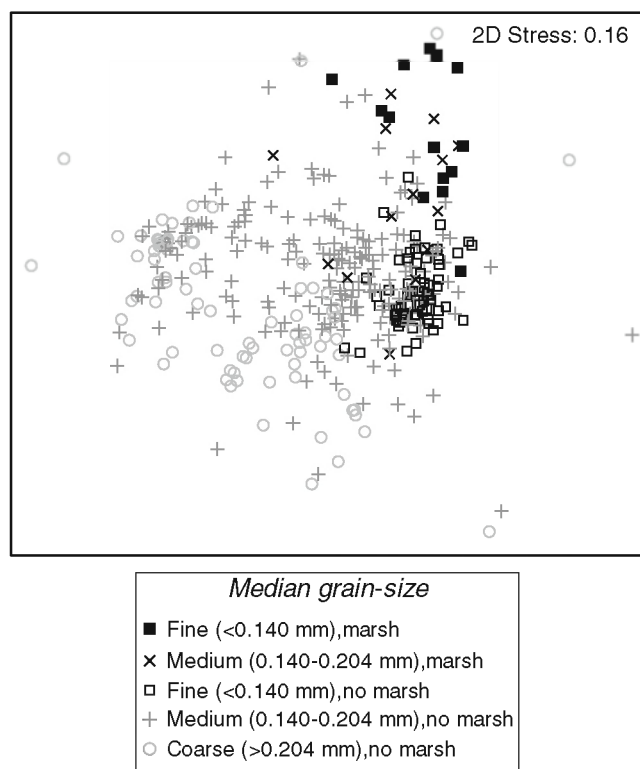 2D Stress: 0.16
Median grain-size
Fine (<0.140 mm),marsh
Medium (0.140-0.204 mm),marsh
Fine (<0.140 mm),no marsh
Medium (0.140-0.204 mm),no marsh
Coarse (>0.204 mm),no marsh